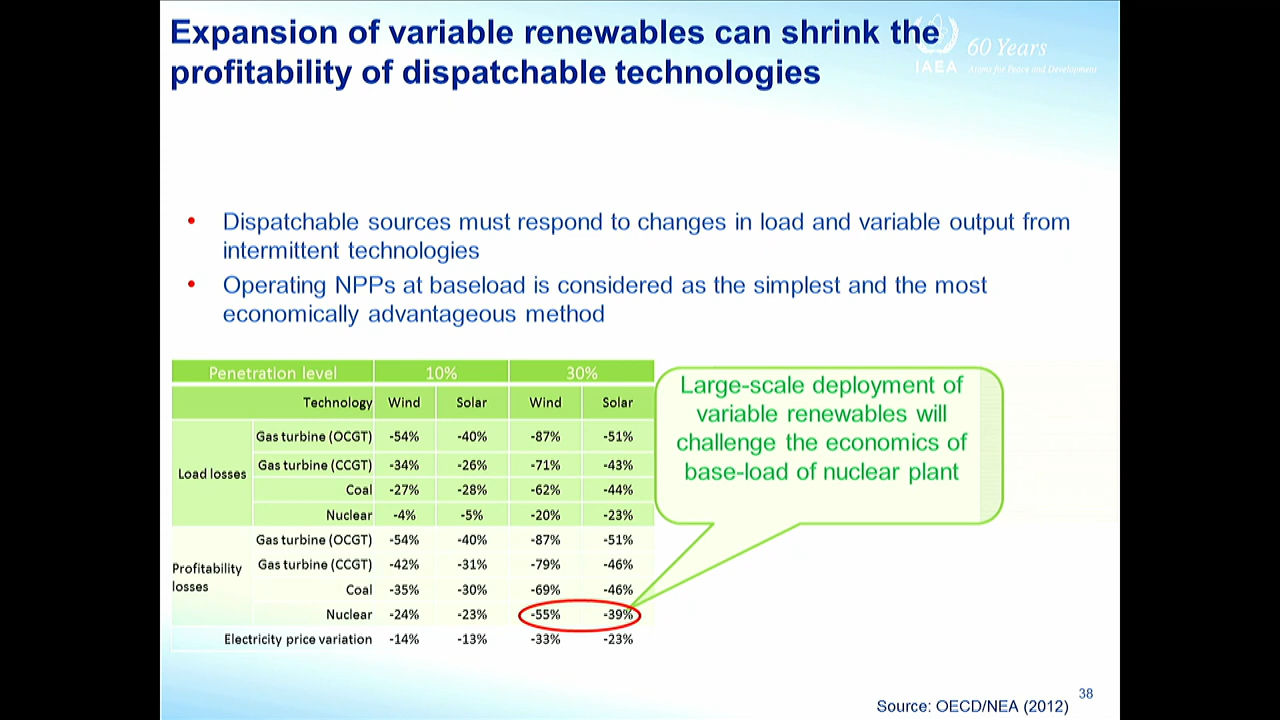 Expansion of variable renewables can shrink the
profitability of dispatchable technologies
60 Years
IAEA Atoms for Peace and Development
• Dispatchable sources must respond to changes in load and variable output from
intermittent technologies
• Operating NPPs at baseload is considered as the simplest and the most
economically advantageous method
Penetration level 10% 30%
Technology Wind Solar Wind Solar
Load losses
Gas turbine (OCGT) -54% -40% -87% -51%
Gas turbine (CCGT) -34% -26% -71% -43%
Coal -27% -28% -62% -44%
Nuclear -4% -5% -20% -23%
Profitability
losses
Gas turbine (OCGT) -54% -40% -87% -51%
Gas turbine (CCGT) -42% -31% -79% -46%
Coal -35% -30% -69% -46%
Nuclear -24% -23% -55% -39%
Electricity price variation -14% -13% -33% -23%
Large-scale deployment of
variable renewables will
challenge the economics of
base-load of nuclear plant
38
Source: OECD/NEA (2012)